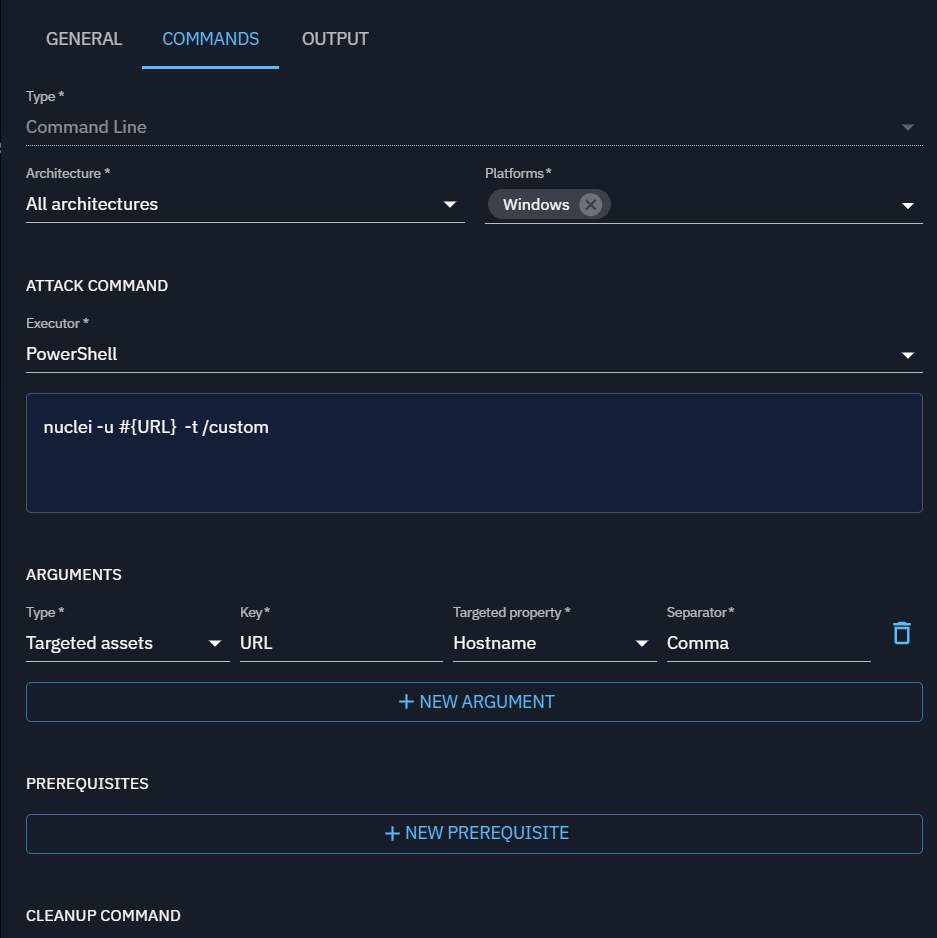 GENERAL COMMANDS OUTPUT
Type *
Command Line
Architecture * Platforms *
All architectures Windows
ATTACK COMMAND
Executor *
PowerShell
nuclei -u #{URL} -t /custom
ARGUMENTS
Type * Key * Targeted property * Separator *
Targeted assets URL Hostname Comma
+ NEW ARGUMENT
PREREQUISITES
+ NEW PREREQUISITE
CLEANUP COMMAND